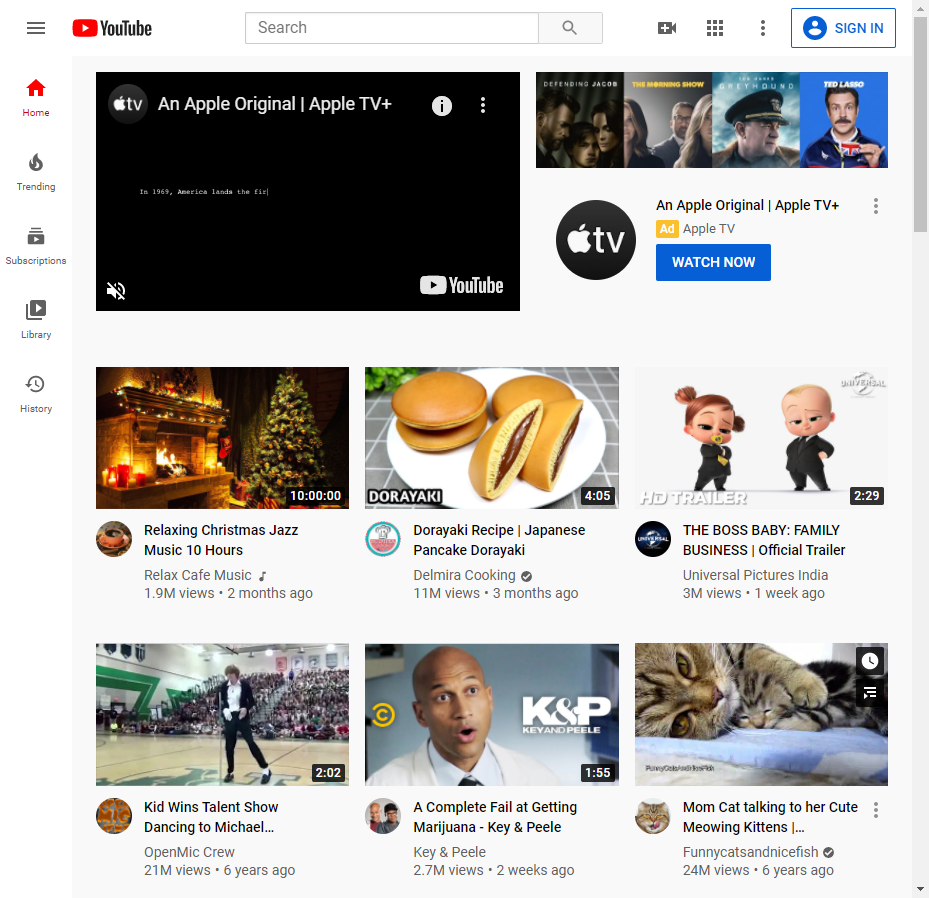 YouTube
Search
SIGN IN
Home
Trending
Subscriptions
Library
History
tv
An Apple Original | Apple TV+
In 1969, America lands the fir
YouTube
DEFENDING JACOB
THE MORNING SHOW
GREYHOUND
TED LASSO
tv
An Apple Original | Apple TV+
Ad Apple TV
WATCH NOW
10:00:00
DORAYAKI
4:05
UNIVERSAL
HD TRAILER
2:29
Relaxing Christmas Jazz
Music 10 Hours
Relax Cafe Music
1.9M views • 2 months ago
Dorayaki Recipe | Japanese
Pancake Dorayaki
Delmira Cooking
11M views • 3 months ago
UNIVERSAL
THE BOSS BABY: FAMILY
BUSINESS | Official Trailer
Universal Pictures India
3M views • 1 week ago
2:02
K&P
KEY AND PEELE
1:55
FunnyCatsAndNiceFish
Kid Wins Talent Show
Dancing to Michael…
OpenMic Crew
21M views • 6 years ago
A Complete Fail at Getting
Marijuana - Key & Peele
Key & Peele
2.7M views • 2 weeks ago
Mom Cat talking to her Cute
Meowing Kittens |…
Funnycatsandnicefish
24M views • 6 years ago